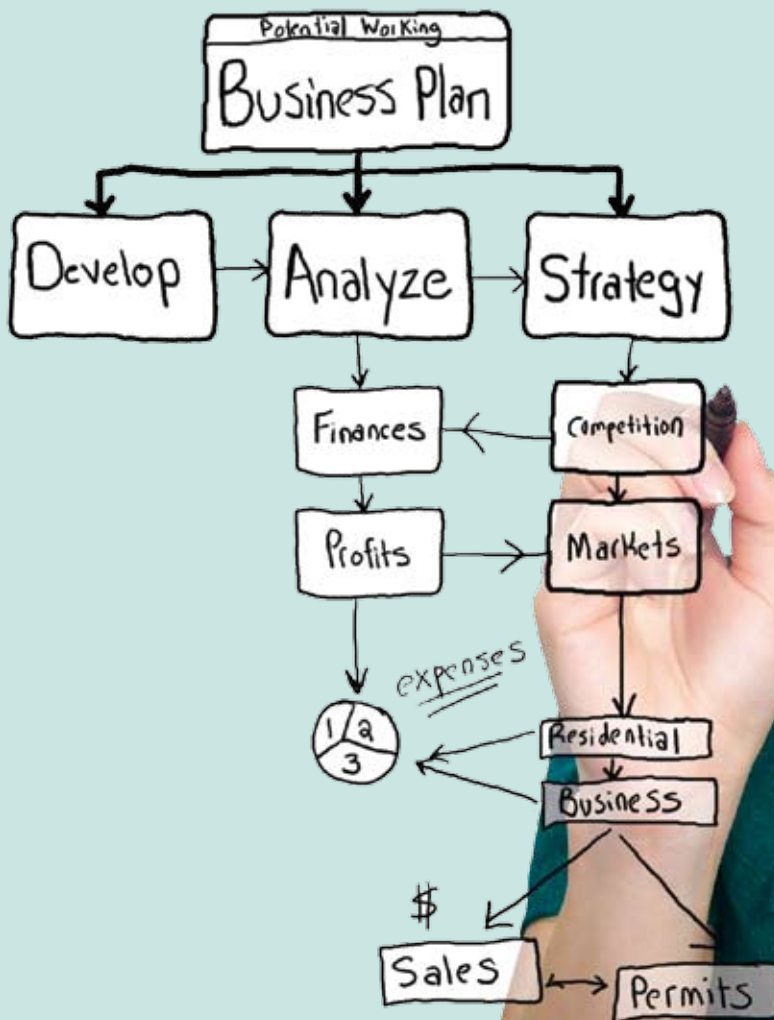 Potential Working
Business Plan
Develop
Analyze
Strategy
Finances
Competition
Profits
Markets
expenses
1 2
3
Residential
Business
$
Sales
Permits